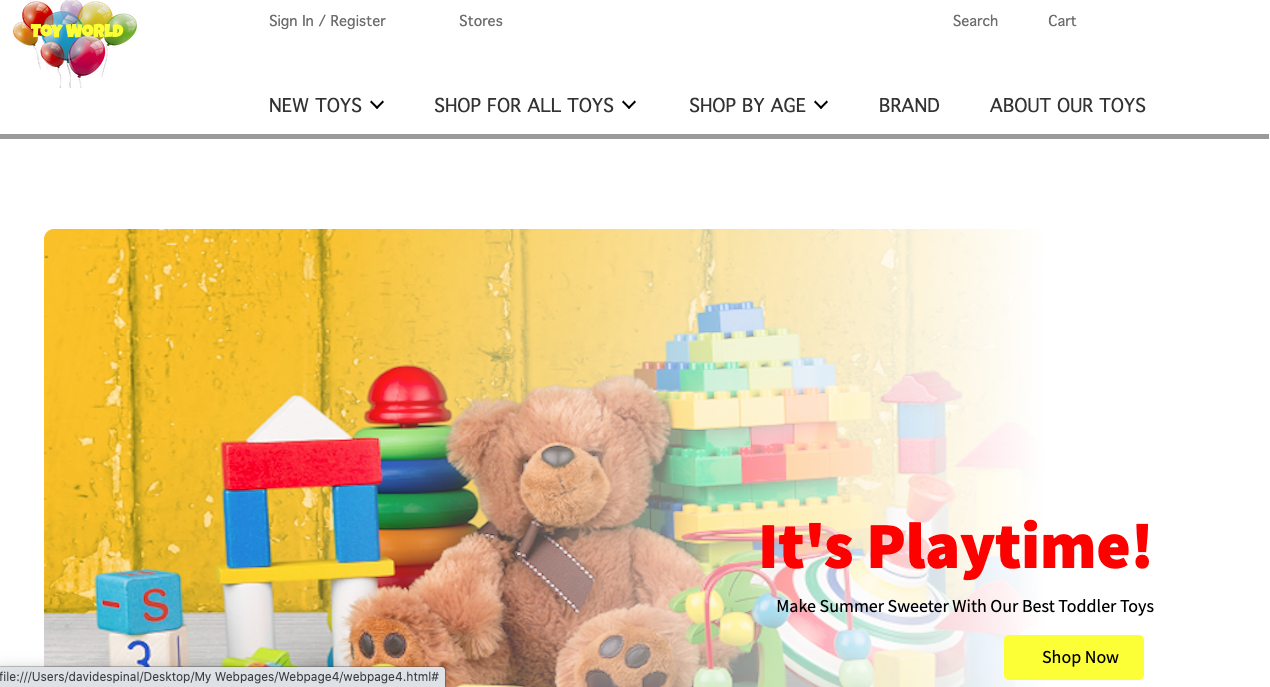 TOY WORLD
Sign In / Register Stores Search Cart
NEW TOYS SHOP FOR ALL TOYS SHOP BY AGE BRAND ABOUT OUR TOYS
It's Playtime!
Make Summer Sweeter With Our Best Toddler Toys
- S
3
Shop Now
file:///Users/davidespinal/Desktop/My Webpages/Webpage4/webpage4.html#